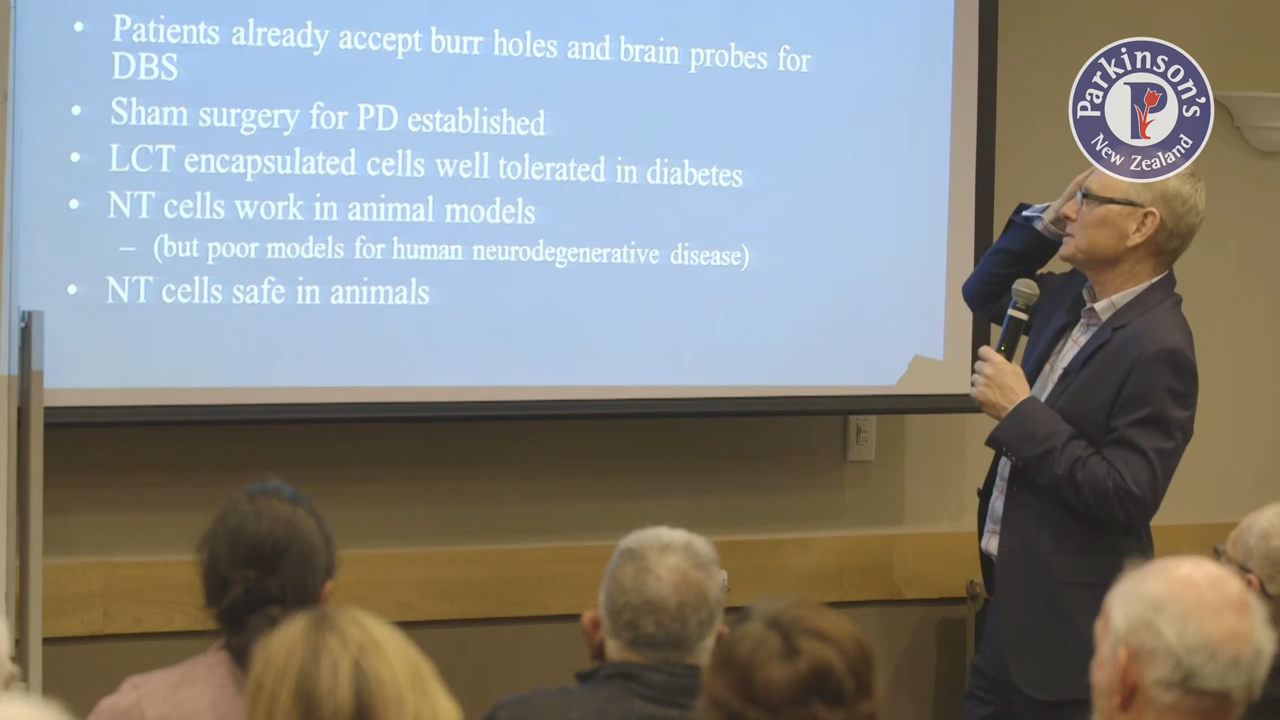 • Patients already accept burr holes and brain probes for
DBS
• Sham surgery for PD established
• LCT encapsulated cells well tolerated in diabetes
• NT cells work in animal models
– (but poor models for human neurodegenerative disease)
• NT cells safe in animals
Parkinson's
New Zealand